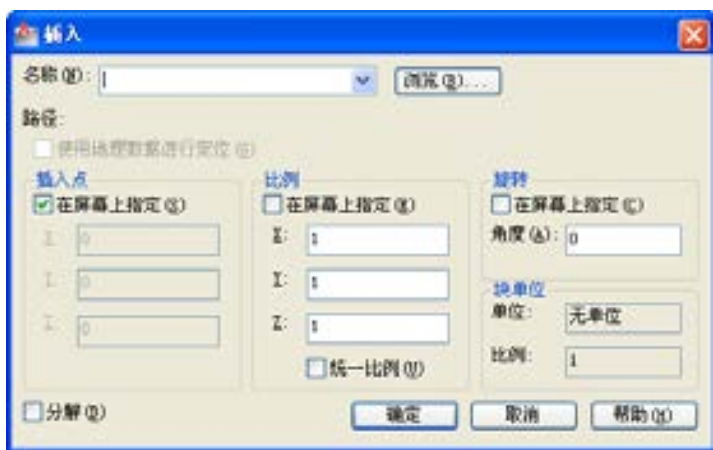 插入
名称(N):
浏览(B)...
路径:
使用地理数据进行定位(G)
插入点
在屏幕上指定(S)
X: 0
Y: 0
Z: 0
比例
在屏幕上指定(E)
X: 1
Y: 1
Z: 1
统一比例(U)
旋转
在屏幕上指定(C)
角度(A): 0
块单位
单位: 无单位
比例: 1
分解(D)
确定
取消
帮助(H)